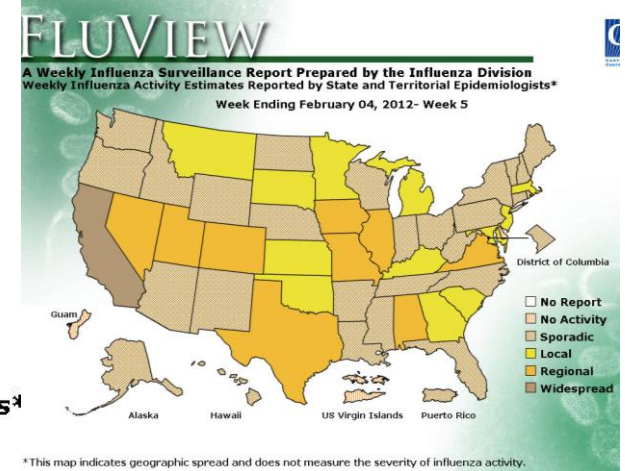 FLUVIEW
A Weekly Influenza Surveillance Report Prepared by the Influenza Division
Weekly Influenza Activity Estimates Reported by State and Territorial Epidemiologists*
Week Ending February 04, 2012- Week 5
District of Columbia
No Report
No Activity
Sporadic
Local
Regional
Widespread
Guam
s*
Alaska
Hawaii
US Virgin Islands
Puerto Rico
*This map indicates geographic spread and does not measure the severity of influenza activity.